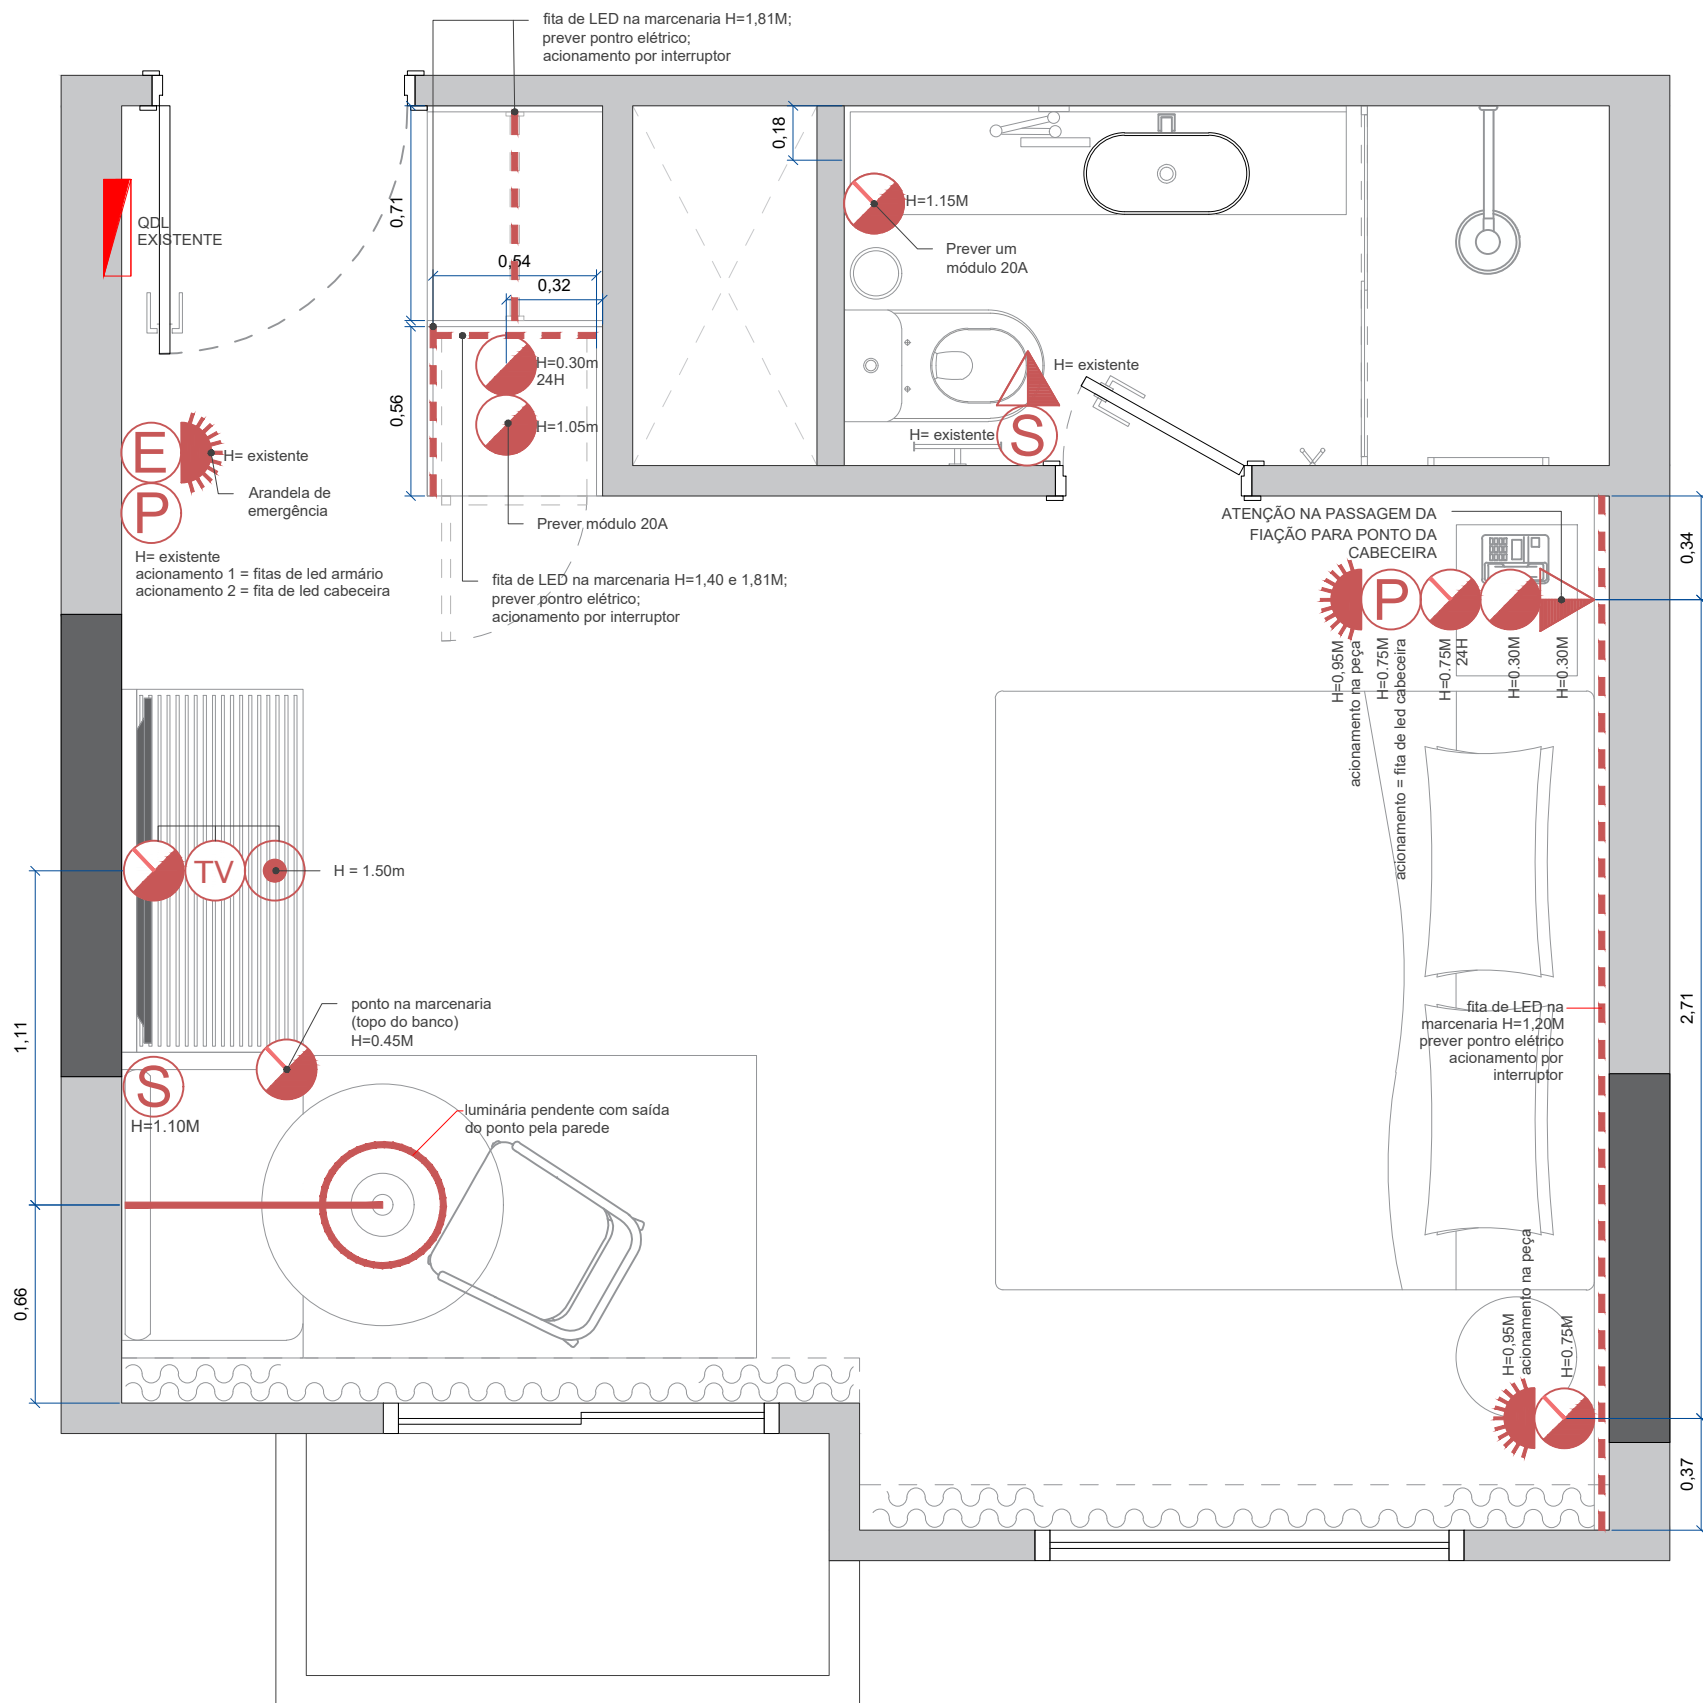 fita de LED na marcenaria H=1,81M;
prever pontro elétrico;
acionamento por interruptor
0,18
0,71
QDL
EXISTENTE
H=1.15M
Prever um
módulo 20A
0,54
0,32
H=0.30m
24H
H=1.05m
0,56
H= existente
H= existente
S
E
P
H= existente
Arandela de
emergência
Prever módulo 20A
H= existente
acionamento 1 = fitas de led armário
acionamento 2 = fita de led cabeceira
fita de LED na marcenaria H=1,40 e 1,81M;
prever pontro elétrico;
acionamento por interruptor
ATENÇÃO NA PASSAGEM DA
FIAÇÃO PARA PONTO DA
CABECEIRA
0,34
P
H=0,95M
acionamento na peça
H=0.75M
acionamento = fita de led cabeceira
H=0.75M
24H
H=0.30M
H=0.30M
TV
H = 1.50m
ponto na marcenaria
(topo do banco)
H=0.45M
1,11
S
H=1.10M
luminária pendente com saída
do ponto pela parede
fita de LED na
marcenaria H=1,20M
prever pontro elétrico
acionamento por
interruptor
2,71
0,66
H=0,95M
acionamento na peça
H=0.75M
0,37